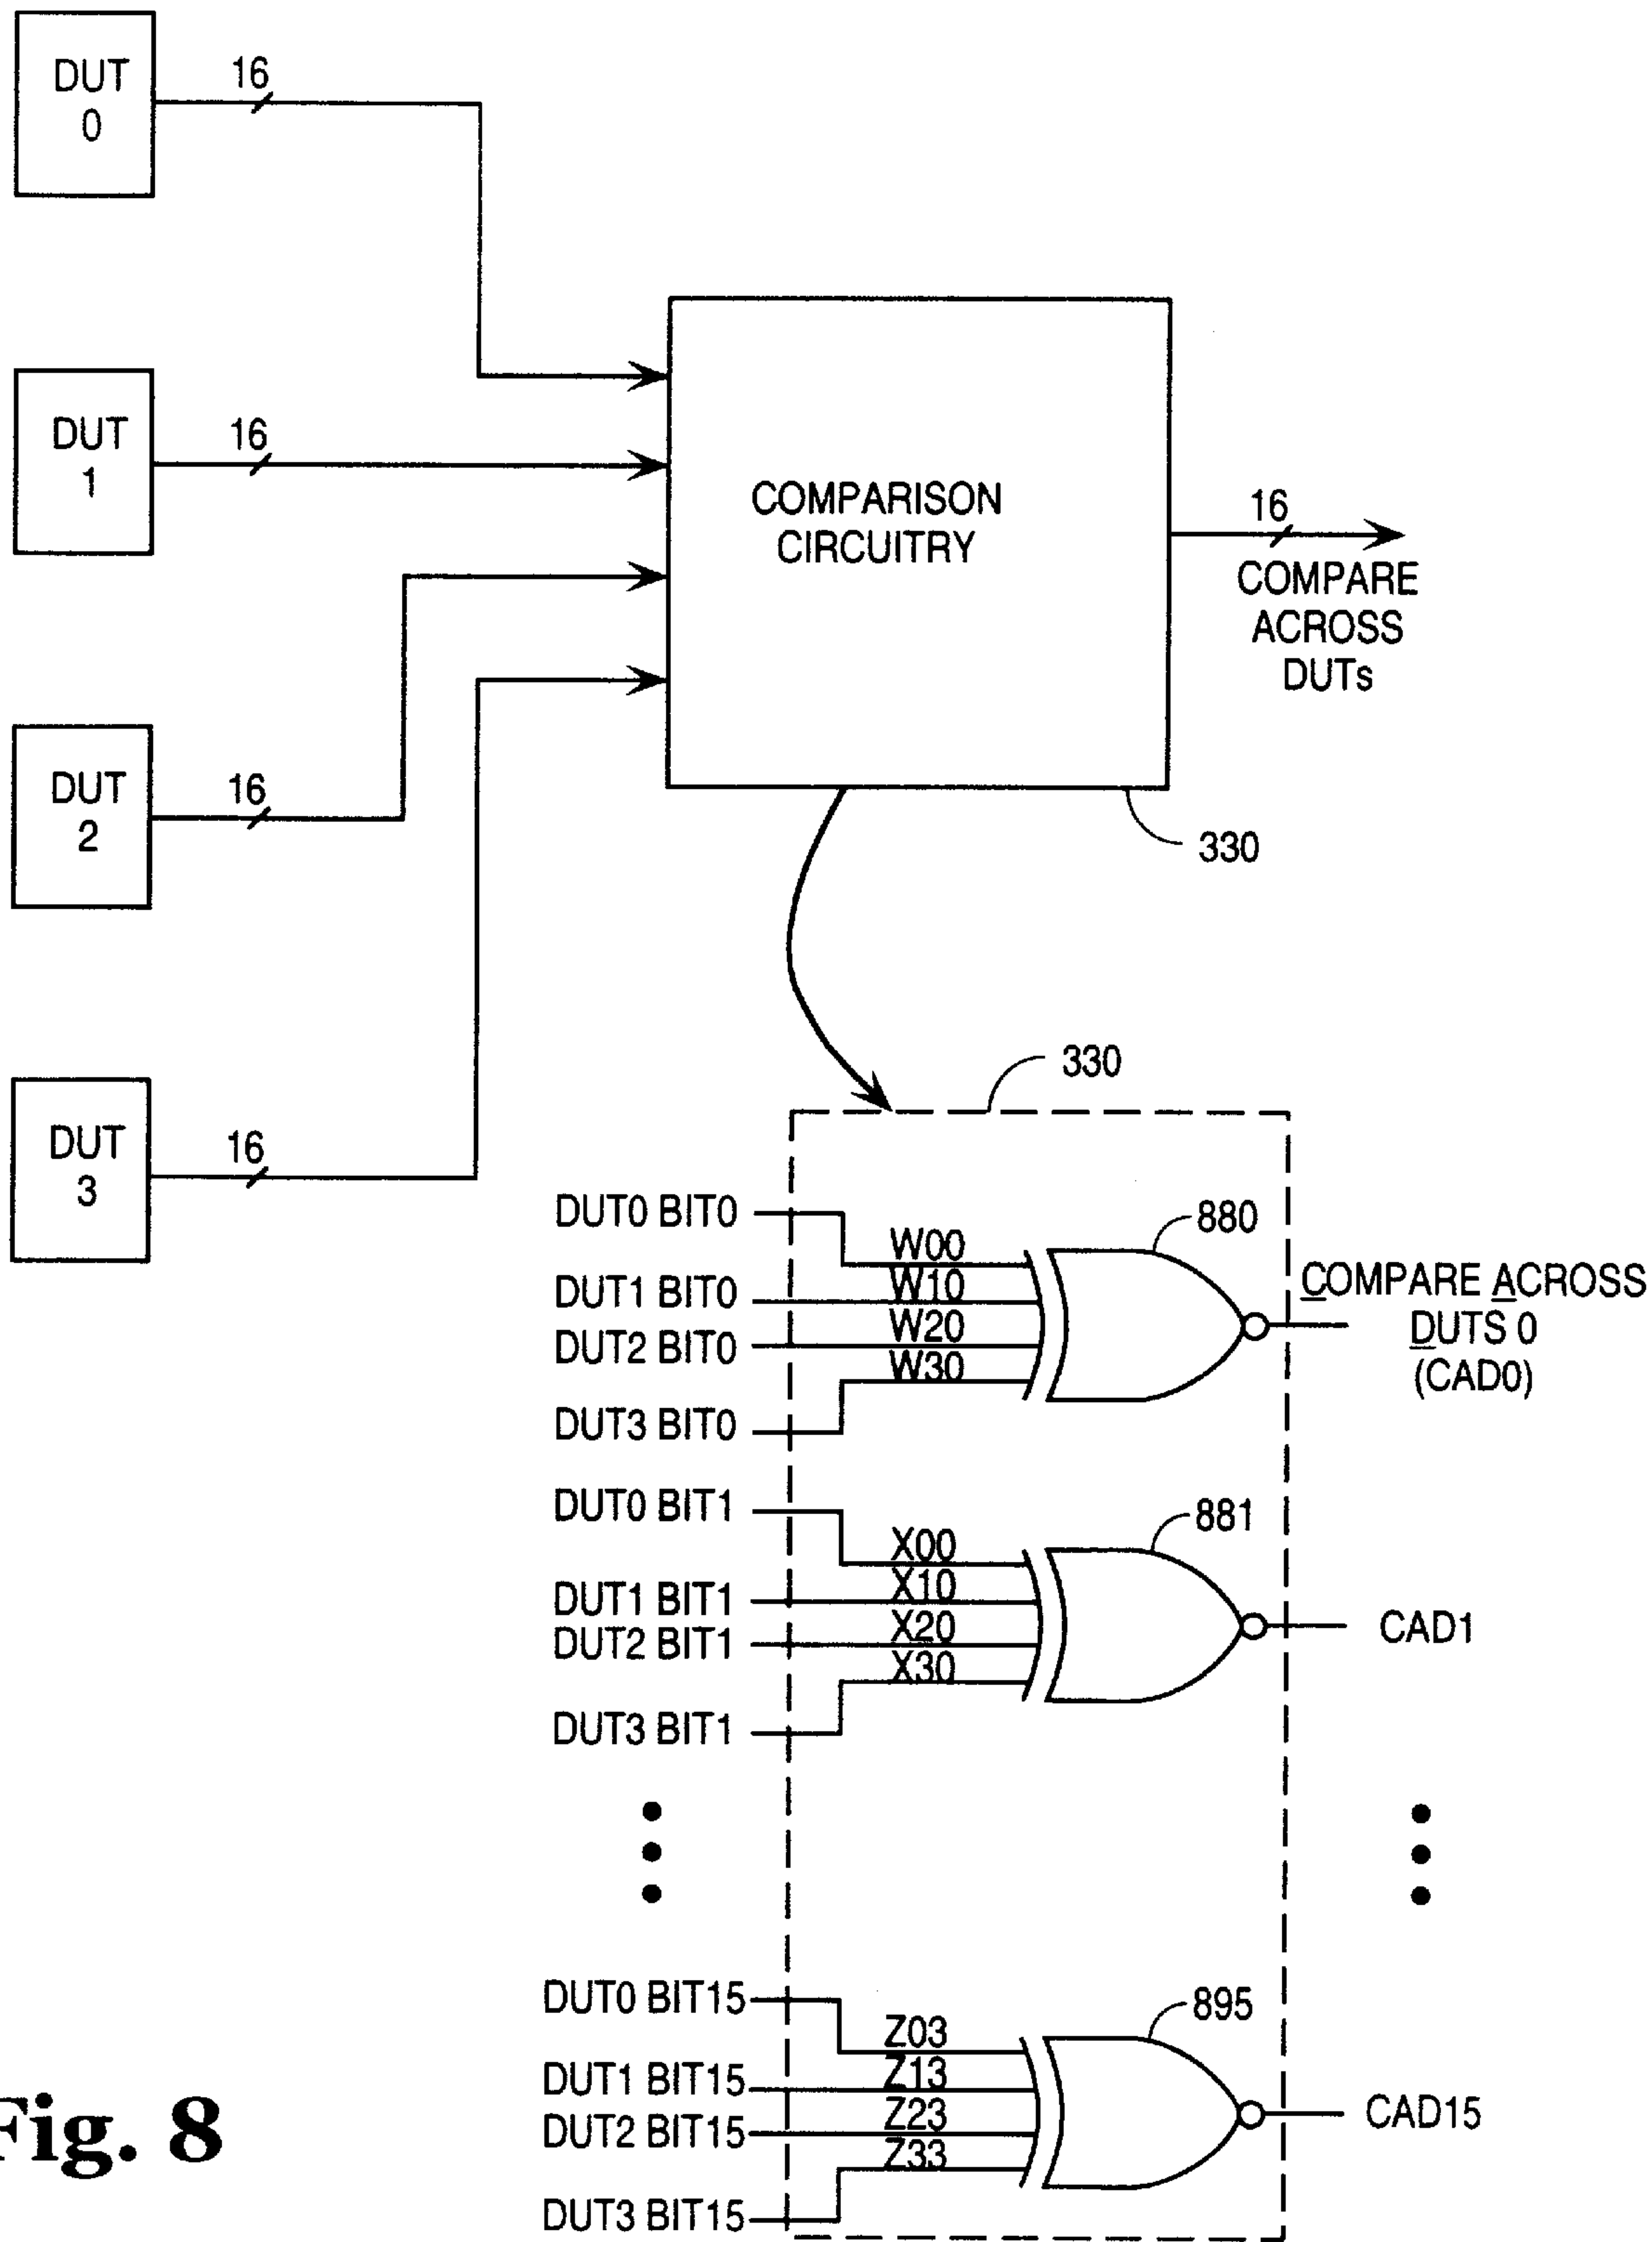 DUT
0
16
DUT
1
16
COMPARISON
CIRCUITRY
16
COMPARE
ACROSS
DUTs
DUT
2
16
330
DUT
3
16
330
DUT0 BIT0
W00
880
DUT1 BIT0
W10
COMPARE ACROSS
DUTS 0
(CAD0)
DUT2 BIT0
W20
W30
DUT3 BIT0
DUT0 BIT1
X00
881
DUT1 BIT1
X10
CAD1
DUT2 BIT1
X20
X30
DUT3 BIT1
DUT0 BIT15
Z03
895
DUT1 BIT15
Z13
CAD15
DUT2 BIT15
Z23
Z33
DUT3 BIT15
Fig. 8